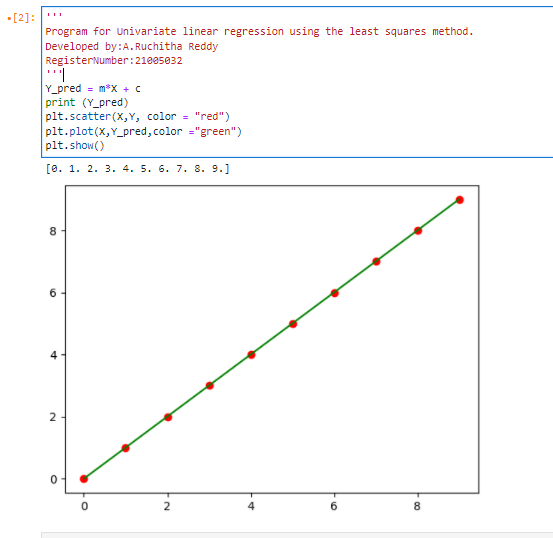 •[2]:
'''
Program for Univariate linear regression using the least squares method.
Developed by:A.Ruchitha Reddy
RegisterNumber:21005032
'''
Y_pred = m*X + c
print (Y_pred)
plt.scatter(X,Y, color = "red")
plt.plot(X,Y_pred,color ="green")
plt.show()
[0. 1. 2. 3. 4. 5. 6. 7. 8. 9.]
8
6
4
2
0
0 2 4 6 8